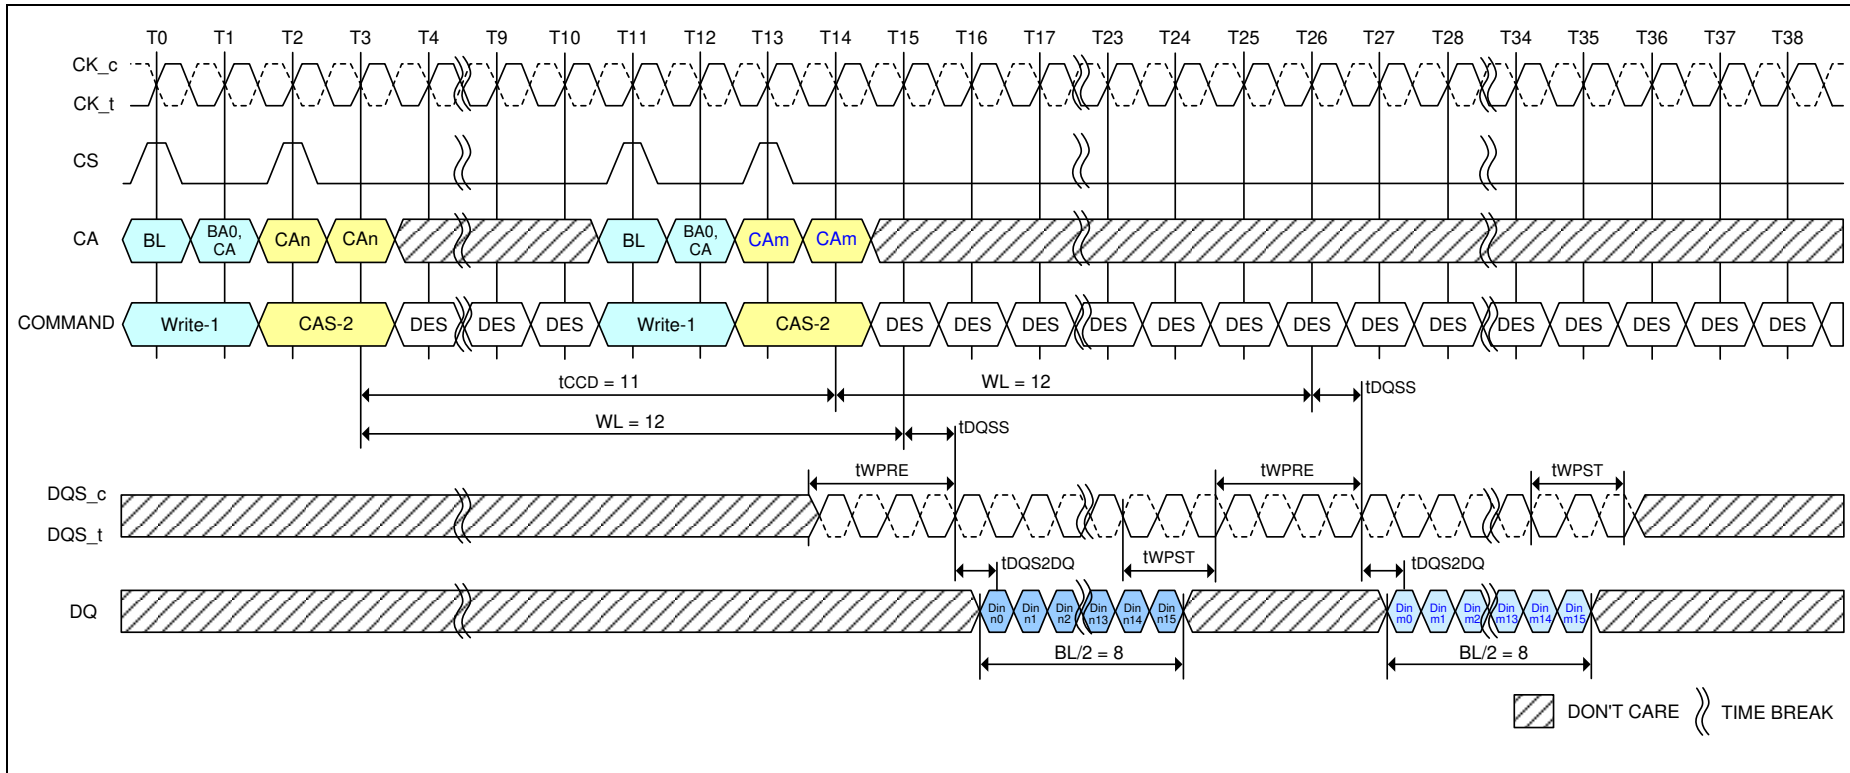 T0 T1 T2 T3 T4 T9 T10 T11 T12 T13 T14 T15 T16 T17 T23 T24 T25 T26 T27 T28 T34 T35 T36 T37 T38
CK_c
CK_t
CS
CA BL BA0, CA CAn CAn BL BA0, CA CAm CAm
COMMAND Write-1 CAS-2 DES DES DES Write-1 CAS-2 DES DES DES DES DES DES DES DES DES DES DES DES DES DES
tCCD = 11 WL = 12 tDQSS
WL = 12 tDQSS
tWPRE tWPRE tWPST
DQS_c
DQS_t
tWPST
tDQS2DQ tDQS2DQ
DQ Din n0 Din n1 Din n2 Din n13 Din n14 Din n15 Din m0 Din m1 Din m2 Din m13 Din m14 Din m15
BL/2 = 8 BL/2 = 8
DON'T CARE TIME BREAK